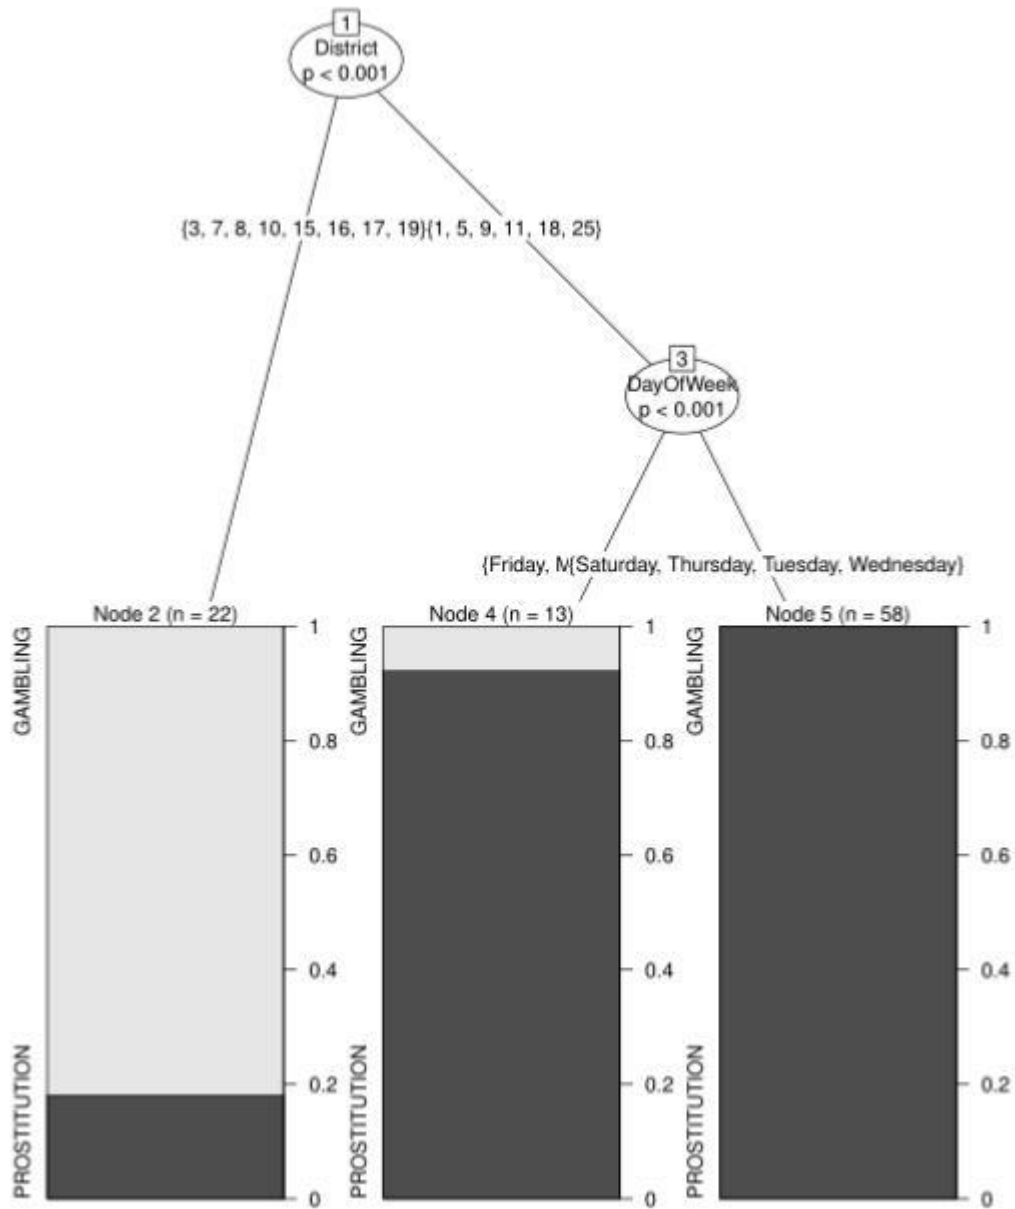 1
District
p < 0.001
{3, 7, 8, 10, 15, 16, 17, 19}{1, 5, 9, 11, 18, 25}
3
DayOfWeek
p < 0.001
{Friday, M{Saturday, Thursday, Tuesday, Wednesday}
Node 2 (n = 22)
GAMBLING
PROSTITUTION
1
0.8
0.6
0.4
0.2
0
Node 4 (n = 13)
GAMBLING
PROSTITUTION
1
0.8
0.6
0.4
0.2
0
Node 5 (n = 58)
GAMBLING
PROSTITUTION
1
0.8
0.6
0.4
0.2
0